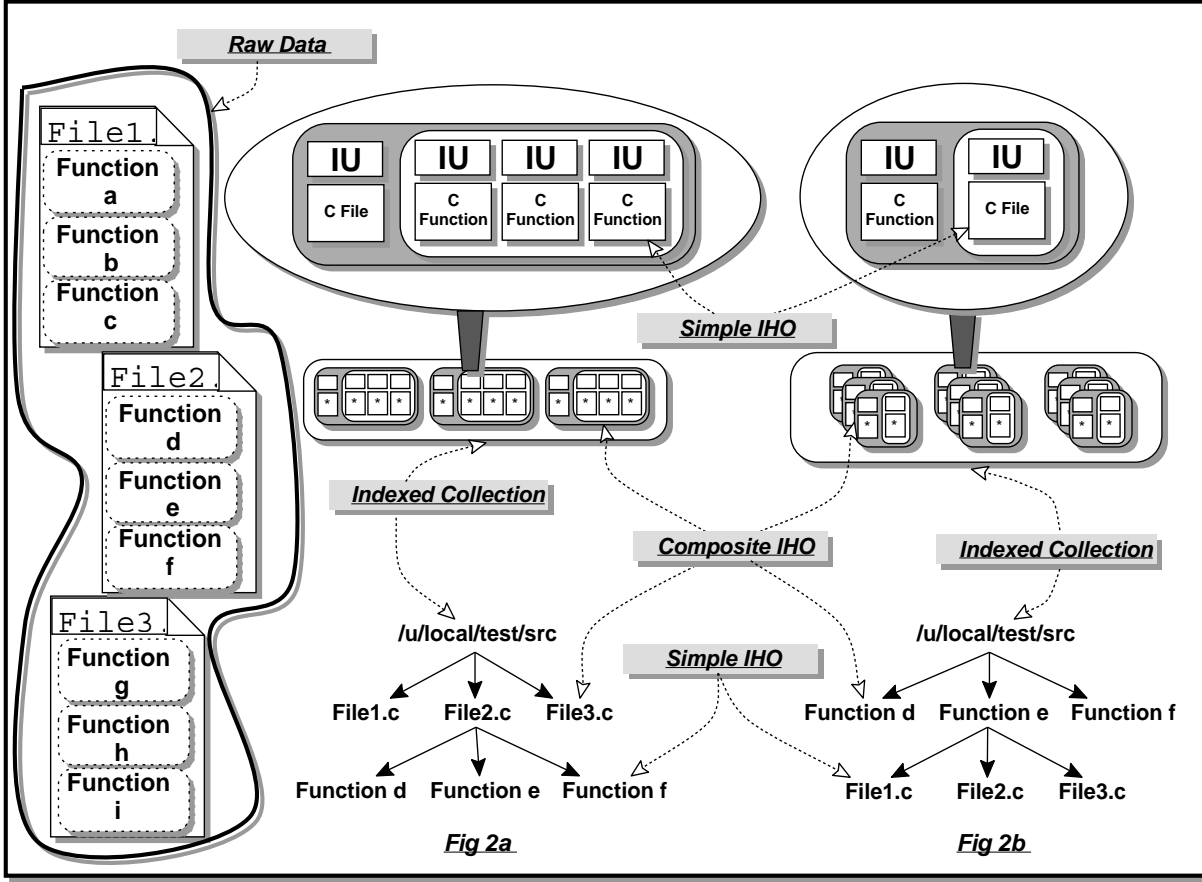 Raw Data
File1.
Function
a
Function
b
Function
c
File2.
Function
d
Function
e
Function
f
File3.
Function
g
Function
h
Function
i
IU
IU
IU
IU
C File
C
Function
C
Function
C
Function
IU
IU
C
Function
C File
Simple IHO
* * * *
* * * *
* * * *
* *
* *
* *
Indexed Collection
Composite IHO
Indexed Collection
/u/local/test/src
File1.c
File2.c
File3.c
Function d
Function e
Function f
Fig 2a
Simple IHO
/u/local/test/src
Function d
Function e
Function f
File1.c
File2.c
File3.c
Fig 2b